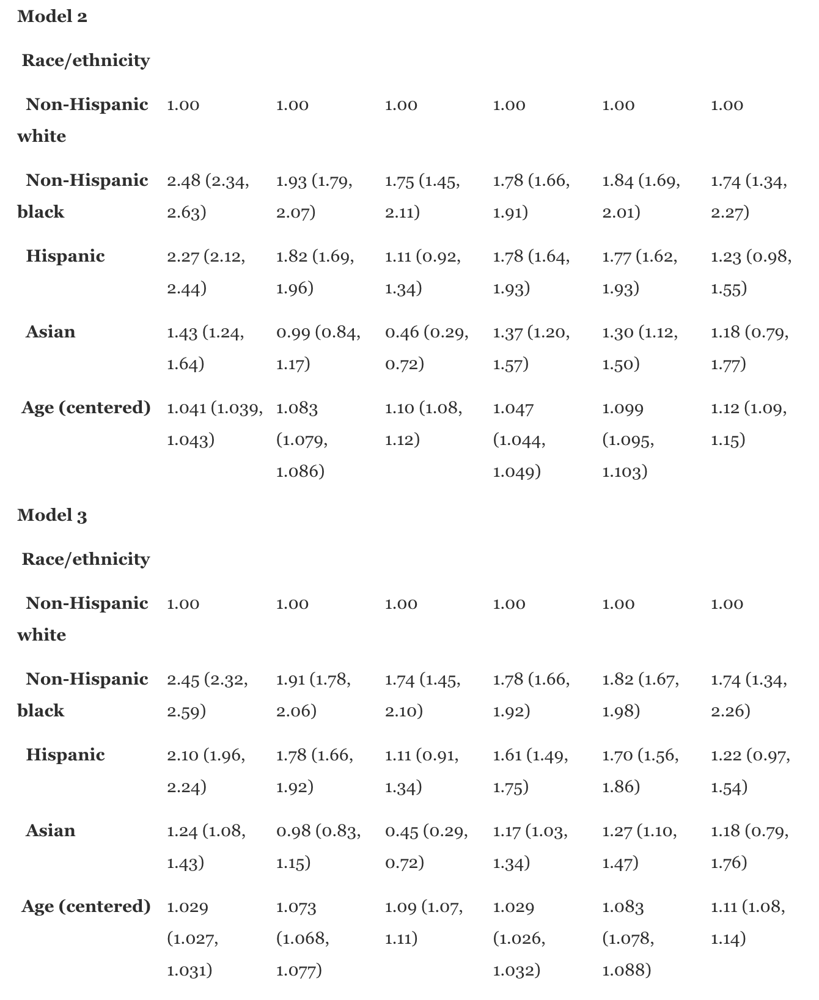 Model 2
Race/ethnicity
Non-Hispanic 1.00 1.00 1.00 1.00 1.00 1.00
white
Non-Hispanic 2.48 (2.34, 1.93 (1.79, 1.75 (1.45, 1.78 (1.66, 1.84 (1.69, 1.74 (1.34,
black 2.63) 2.07) 2.11) 1.91) 2.01) 2.27)
Hispanic 2.27 (2.12, 1.82 (1.69, 1.11 (0.92, 1.78 (1.64, 1.77 (1.62, 1.23 (0.98,
2.44) 1.96) 1.34) 1.93) 1.93) 1.55)
Asian 1.43 (1.24, 0.99 (0.84, 0.46 (0.29, 1.37 (1.20, 1.30 (1.12, 1.18 (0.79,
1.64) 1.17) 0.72) 1.57) 1.50) 1.77)
Age (centered) 1.041 (1.039, 1.083 1.10 (1.08, 1.047 1.099 1.12 (1.09,
1.043) (1.079, 1.12) (1.044, (1.095, 1.15)
1.086) 1.049) 1.103)
Model 3
Race/ethnicity
Non-Hispanic 1.00 1.00 1.00 1.00 1.00 1.00
white
Non-Hispanic 2.45 (2.32, 1.91 (1.78, 1.74 (1.45, 1.78 (1.66, 1.82 (1.67, 1.74 (1.34,
black 2.59) 2.06) 2.10) 1.92) 1.98) 2.26)
Hispanic 2.10 (1.96, 1.78 (1.66, 1.11 (0.91, 1.61 (1.49, 1.70 (1.56, 1.22 (0.97,
2.24) 1.92) 1.34) 1.75) 1.86) 1.54)
Asian 1.24 (1.08, 0.98 (0.83, 0.45 (0.29, 1.17 (1.03, 1.27 (1.10, 1.18 (0.79,
1.43) 1.15) 0.72) 1.34) 1.47) 1.76)
Age (centered) 1.029 1.073 1.09 (1.07, 1.029 1.083 1.11 (1.08,
(1.027, (1.068, 1.11) (1.026, (1.078, 1.14)
1.031) 1.077) 1.032) 1.088)